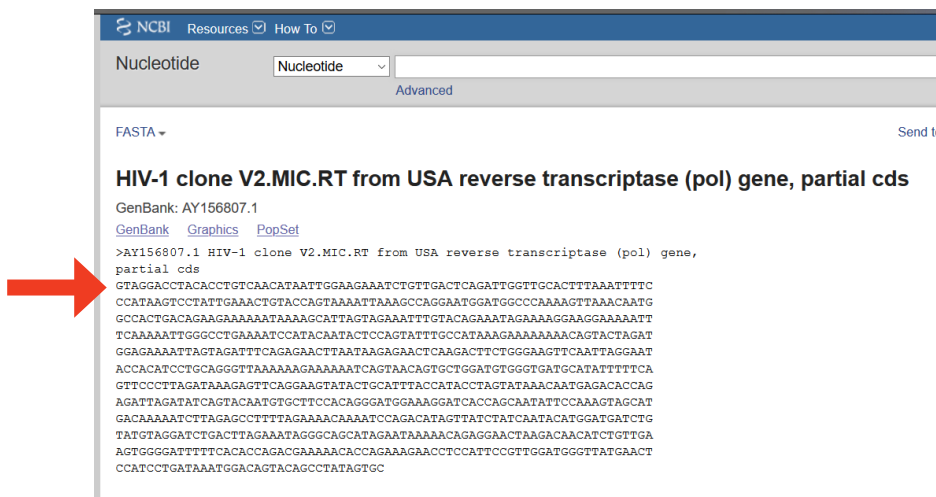 NCBI Resources How To
Nucleotide Nucleotide
Advanced
FASTA Send to
HIV-1 clone V2.MIC.RT from USA reverse transcriptase (pol) gene, partial cds
GenBank: AY156807.1
GenBank Graphics PopSet
>AY156807.1 HIV-1 clone V2.MIC.RT from USA reverse transcriptase (pol) gene,
partial cds
GTAGGACCTACACCTGTCAACATAATTGGAAGAAATCTGTTGACTCAGATTGGTTGCACTTTAAATTTTC
CCATAAGTCCTATTGAAACTGTACCAGTAAAATTAAAGCCAGGAATGGATGGCCCAAAAGTTAAACAATG
GCCACTGACAGAAGAAAAAATAAAAGCATTAGTAGAAATTTGTACAGAAATAGAAAAGGAAGGAAAAATT
TCAAAAATTGGGCCTGAAAATCCATACAATACTCCAGTATTTGCCATAAAGAAAAAAAACAGTACTAGAT
GGAGAAAATTAGTAGATTTCAGAGAACTTAATAAGAGAACTCAAGACTTCTGGGAAGTTCAATTAGGAAT
ACCACATCCTGCAGGGTTAAAAAAGAAAAAATCAGTAACAGTGCTGGATGTGGGTGATGCATATTTTTCA
GTTCCCTTAGATAAAGAGTTCAGGAAGTATACTGCATTTACCATACCTAGTATAAACAATGAGACACCAG
AGATTAGATATCAGTACAATGTGCTTCCACAGGGATGGAAAGGATCACCAGCAATATTCCAAAGTAGCAT
GACAAAAATCTTAGAGCCTTTTAGAAAACAAAATCCAGACATAGTTATCTATCAATACATGGATGATCTG
TATGTAGGATCTGACTTAGAAATAGGGCAGCATAGAATAAAAACAGAGGAACTAAGACAACATCTGTTGA
AGTGGGGATTTTTCACACCAGACGAAAAACACCAGAAAGAACCTCCATTCCGTTGGATGGGTTATGAACT
CCATCCTGATAAATGGACAGTACAGCCTATAGTGC